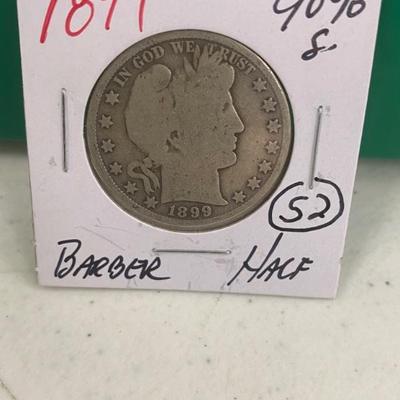 1899 90%
S.
IN GOD WE TRUST
1899
52
BARBER HALF